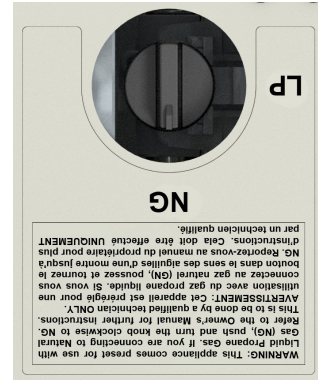 WARNING: This appliance comes preset for use with
Liquid Propane Gas. If you are connecting to Natural
Gas (NG), push and turn the knob clockwise to NG.
Refer to the Owner's Manual for further instructions.
This is to be done by a qualified technician ONLY.
AVERTISSEMENT: Cet appareil est préréglé pour une
utilisation avec du gaz propane liquide. Si vous vous
connectez au gaz naturel (GN), poussez et tournez le
bouton dans le sens des aiguilles d'une montre jusqu'à
NG. Reportez-vous au manuel du propriétaire pour plus
d'instructions. Cela doit être effectué UNIQUEMENT
par un technicien qualifié.
NG
LP